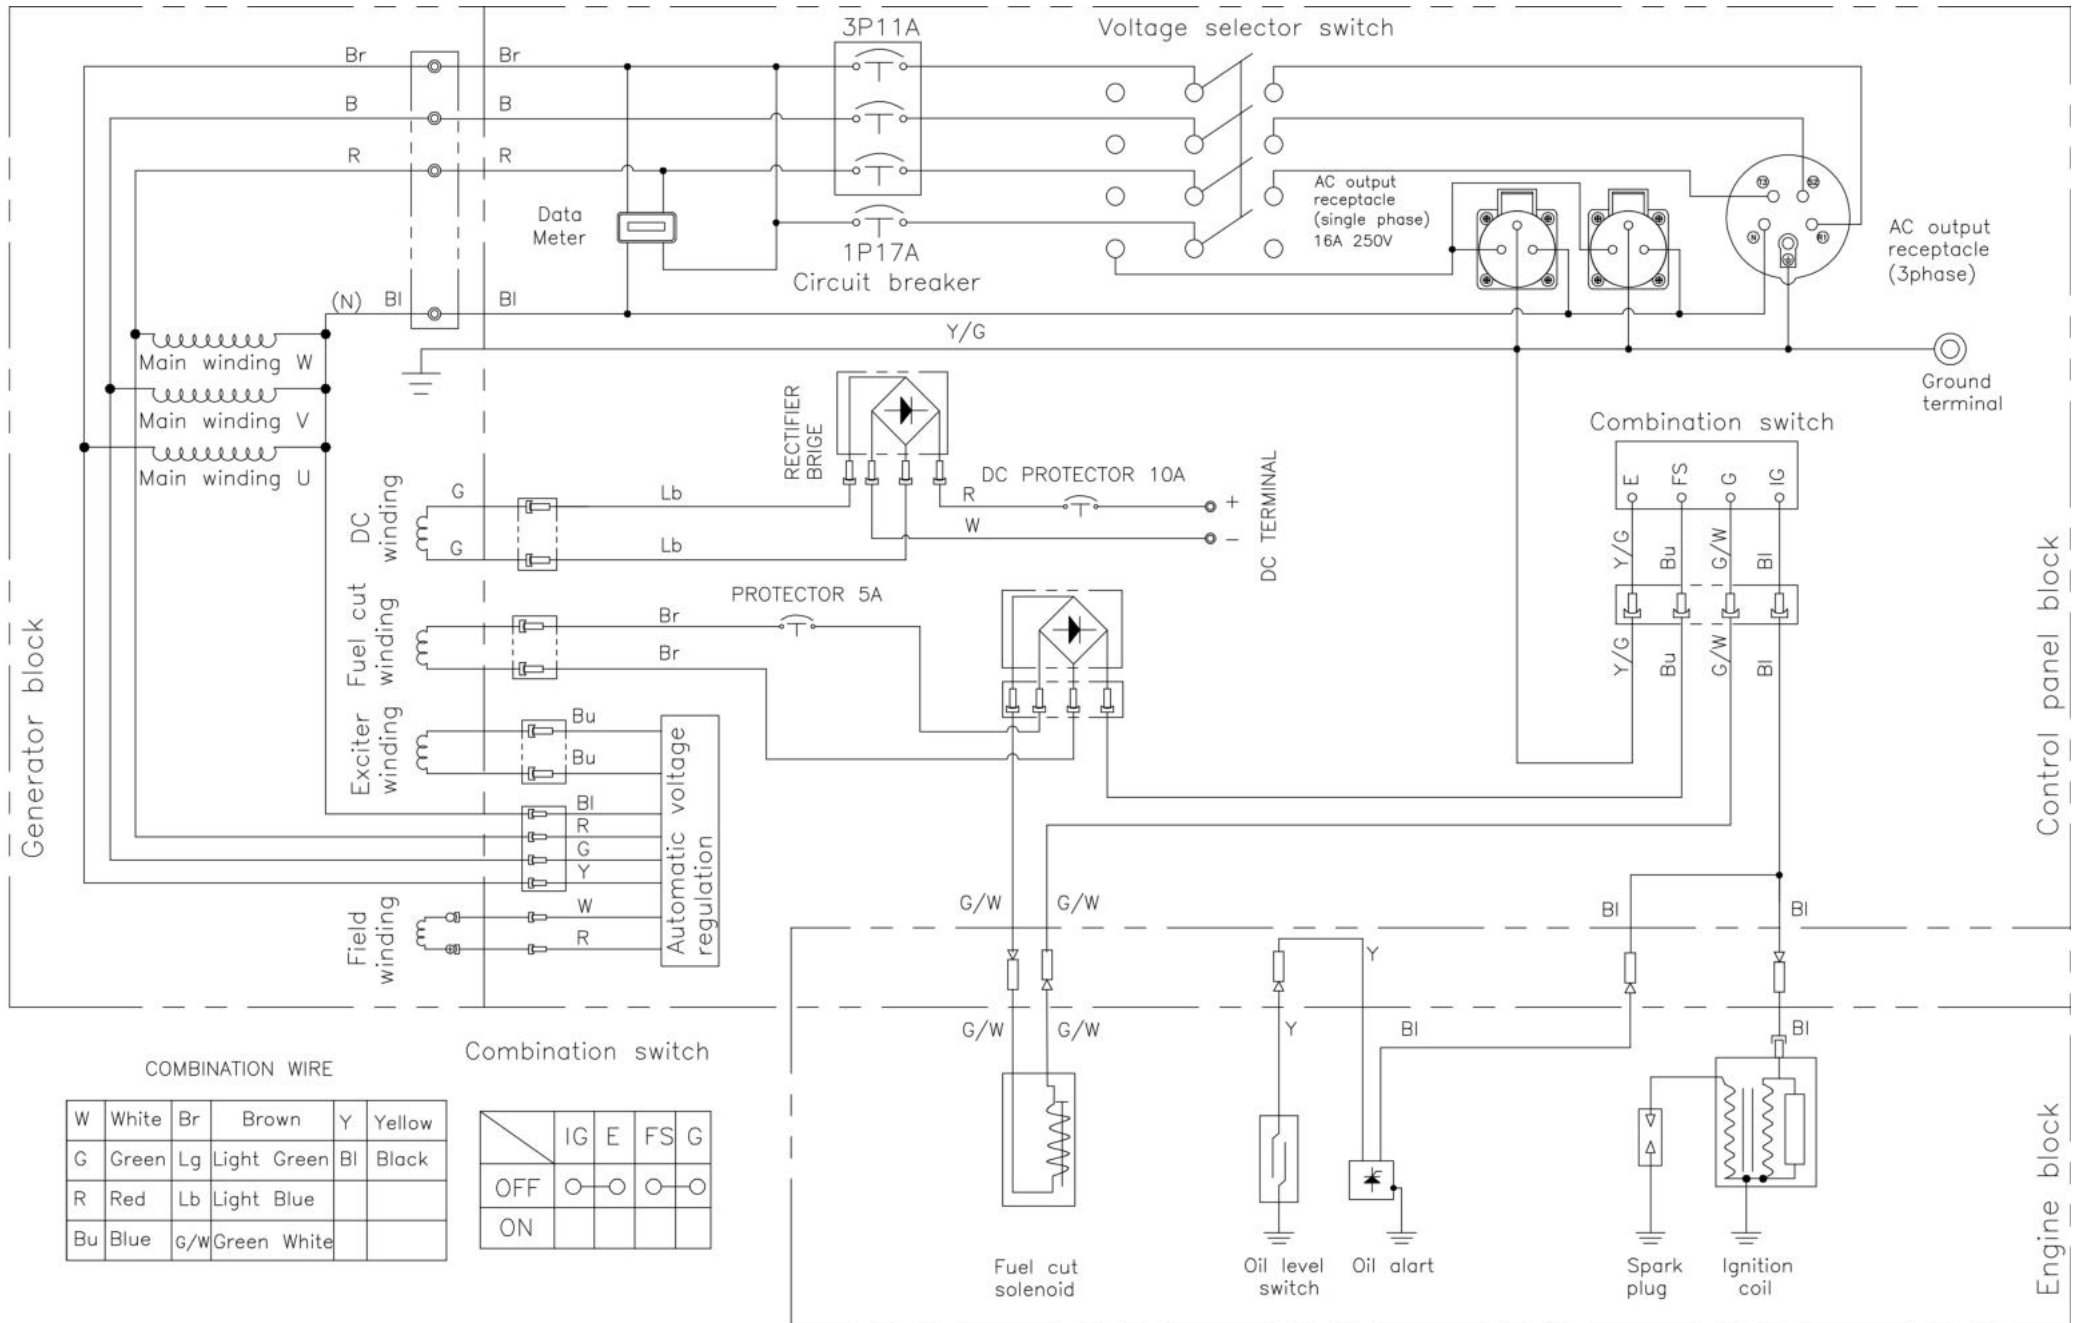 3P11A
Voltage selector switch
Br
Br
B
B
R
R
Data
Meter
1P17A
Circuit breaker
AC output
receptacle
(single phase)
16A 250V
T3
S2
N
R1
AC output
receptacle
(3phase)
(N)
Bl
Bl
Y/G
Ground
terminal
Main winding W
Main winding V
Main winding U
RECTIFIER
BRIGE
DC PROTECTOR 10A
R
W
+
−
DC TERMINAL
Combination switch
E
FS
G
IG
Y/G
Bu
G/W
Bl
Y/G
Bu
G/W
Bl
DC
winding
G
G
Lb
Lb
Fuel cut
winding
Br
Br
PROTECTOR 5A
Exciter
winding
Bu
Bu
Bl
R
G
Y
W
R
Automatic voltage
regulation
Field
winding
Generator block
Control panel block
G/W
G/W
Bl
Bl
Y
G/W
G/W
Y
Bl
Bl
Fuel cut
solenoid
Oil level
switch
Oil alart
Spark
plug
Ignition
coil
Engine block
COMBINATION WIRE
W White Br Brown Y Yellow
G Green Lg Light Green Bl Black
R Red Lb Light Blue
Bu Blue G/W Green White
Combination switch
IG E FS G
OFF
ON